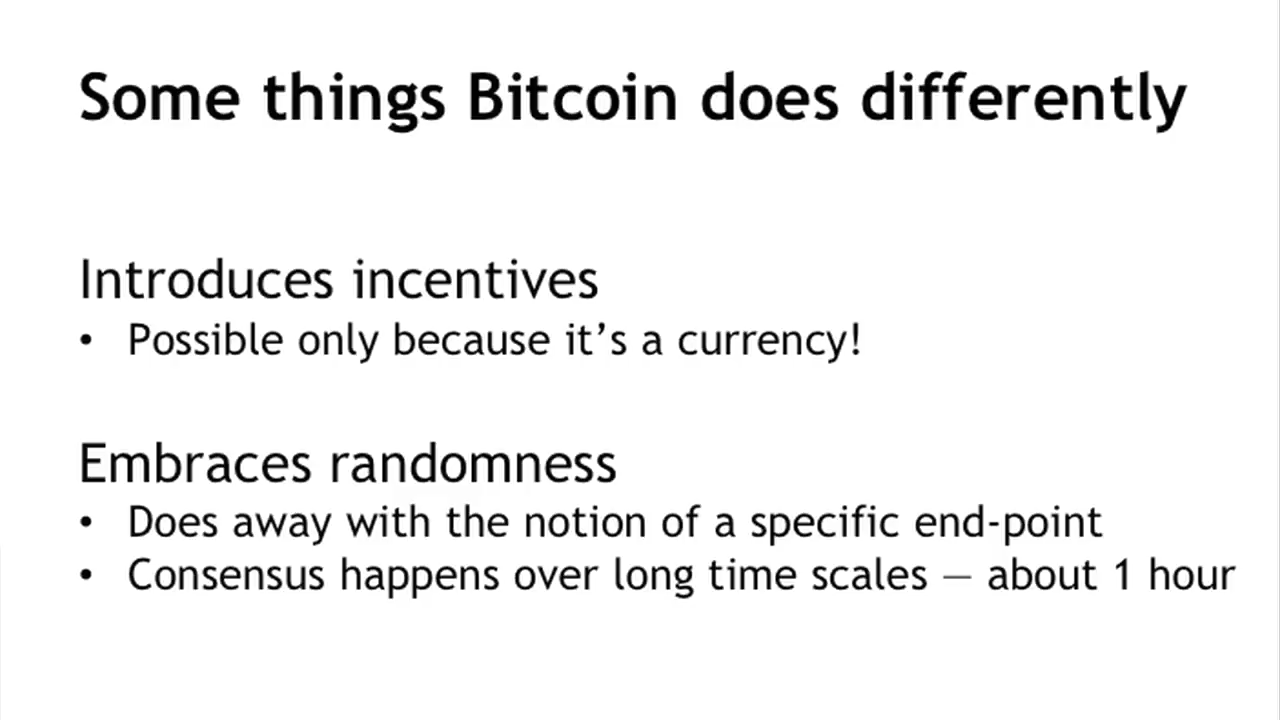 Some things Bitcoin does differently
Introduces incentives
• Possible only because it’s a currency!
Embraces randomness
• Does away with the notion of a specific end-point
• Consensus happens over long time scales — about 1 hour